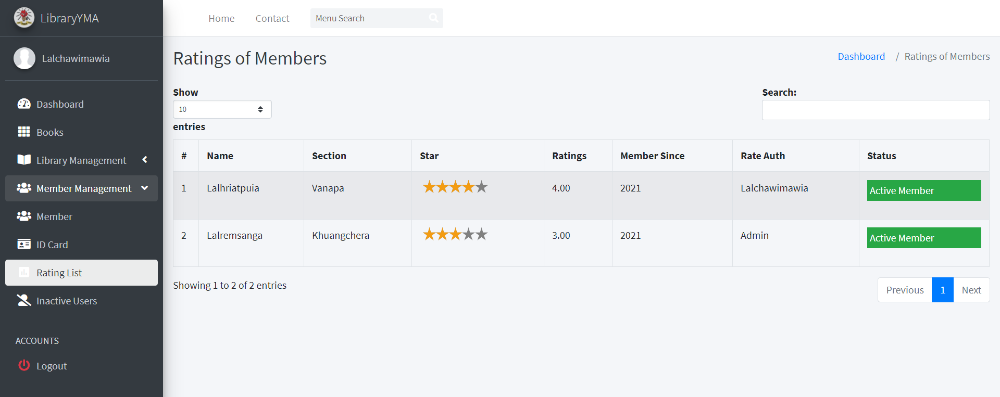 LibraryYMA
Home
Contact
Menu Search
Lalchawimawia
Dashboard
Books
Library Management
Member Management
Member
ID Card
Rating List
Inactive Users
ACCOUNTS
Logout
Ratings of Members
Dashboard / Ratings of Members
Show
10
entries
Search:
# Name Section Star Ratings Member Since Rate Auth Status
1 Lalhriatpuia Vanapa ★★★★★ 4.00 2021 Lalchawimawia Active Member
2 Lalremsanga Khuangchera ★★★★★ 3.00 2021 Admin Active Member
Showing 1 to 2 of 2 entries
Previous 1 Next